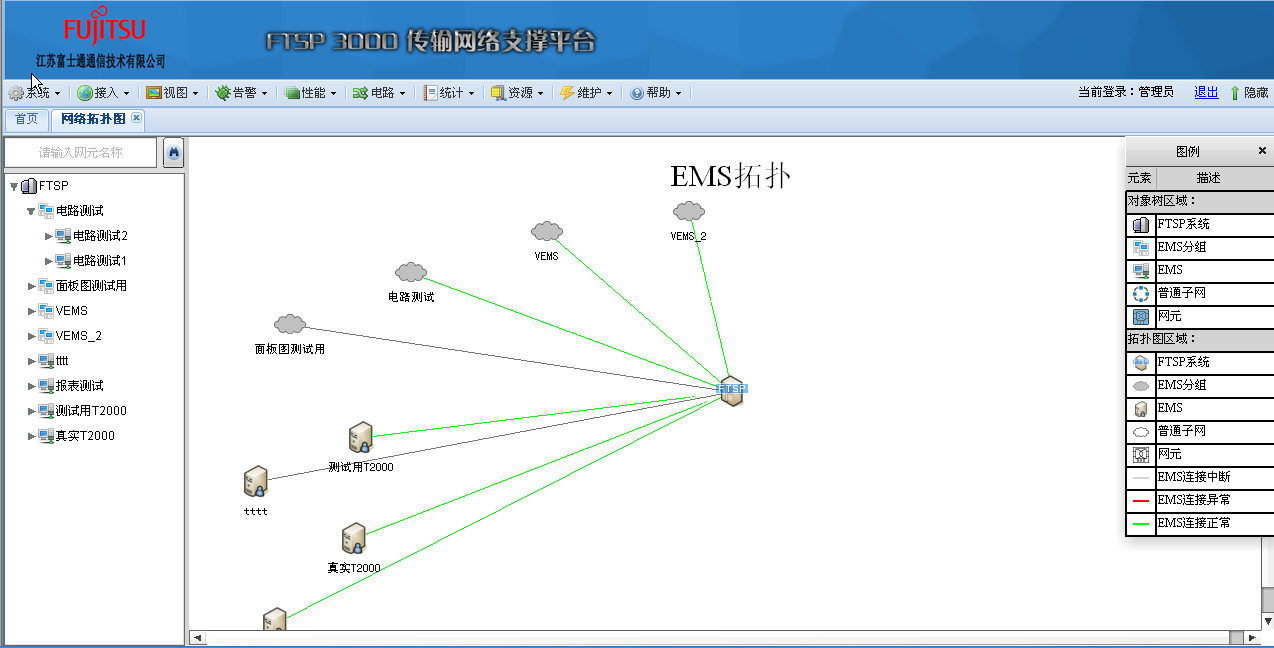 FUJITSU
江苏富士通通信技术有限公司
FTSP 3000 传输网络支撑平台
系统 接入 视图 告警 性能 电路 统计 资源 维护 帮助 当前登录：管理员 退出 隐藏
首页 网络拓扑图
请输入网元名称
FTSP
电路测试
电路测试2
电路测试1
面板图测试用
VEMS
VEMS_2
tttt
报表测试
测试用T2000
真实T2000
EMS拓扑
VEMS_2
VEMS
电路测试
面板图测试用
FTSP
测试用T2000
tttt
真实T2000
图例
元素 描述
对象树区域：
FTSP系统
EMS分组
EMS
普通子网
网元
拓扑图区域：
FTSP系统
EMS分组
EMS
普通子网
网元
EMS连接中断
EMS连接异常
EMS连接正常